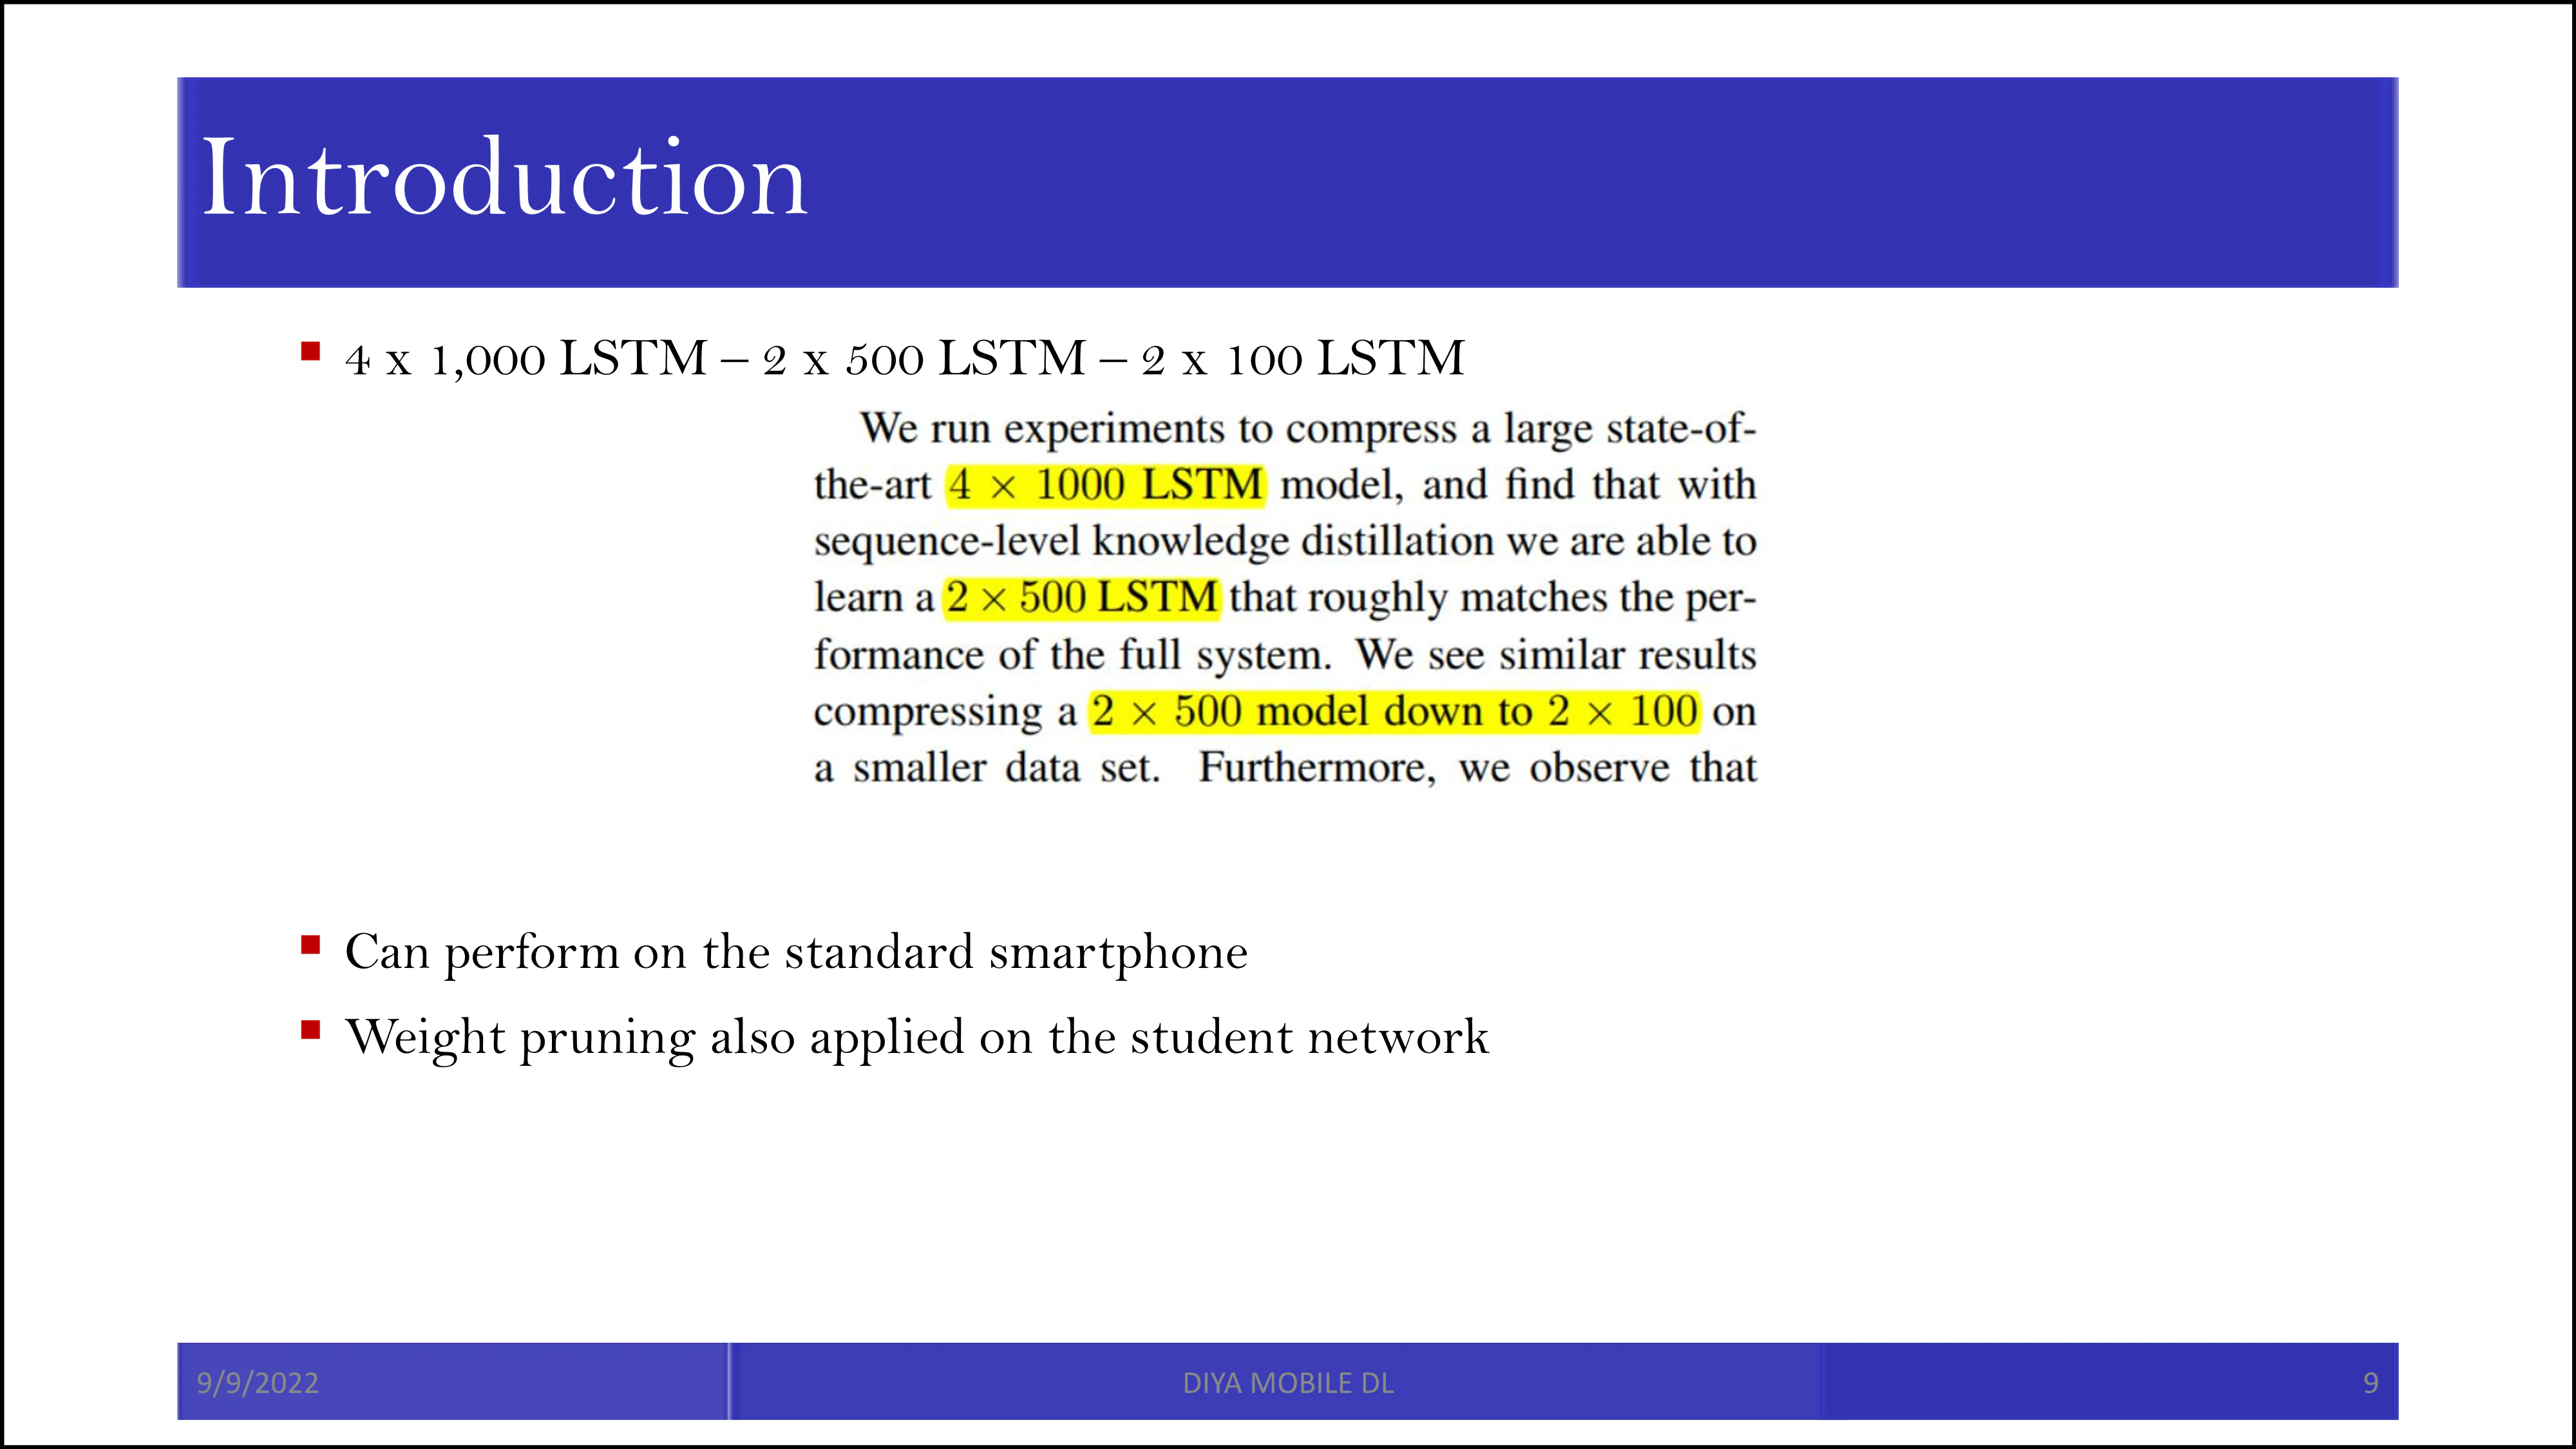 Introduction
4 x 1,000 LSTM – 2 x 500 LSTM – 2 x 100 LSTM
We run experiments to compress a large state-of-
the-art 4 × 1000 LSTM model, and find that with
sequence-level knowledge distillation we are able to
learn a 2 × 500 LSTM that roughly matches the per-
formance of the full system. We see similar results
compressing a 2 × 500 model down to 2 × 100 on
a smaller data set. Furthermore, we observe that
Can perform on the standard smartphone
Weight pruning also applied on the student network
9/9/2022 DIYA MOBILE DL 9